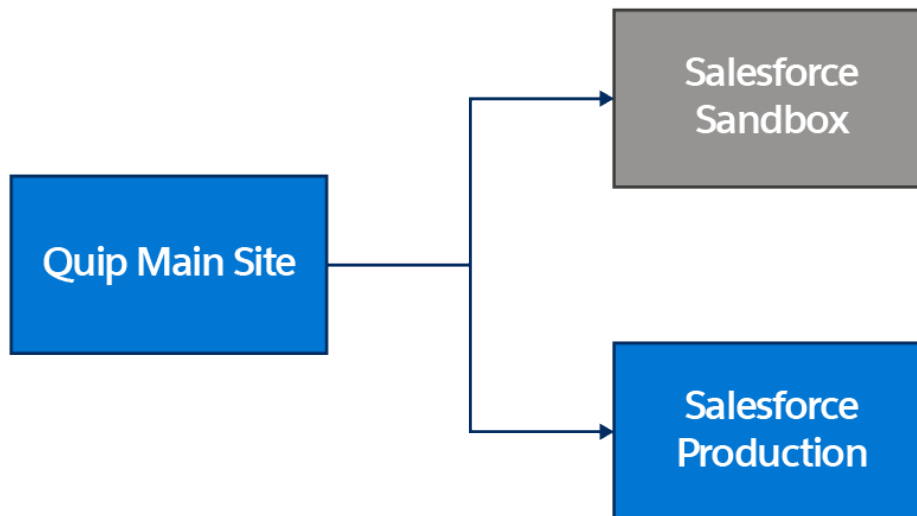 Salesforce
Sandbox
Quip Main Site
Salesforce
Production